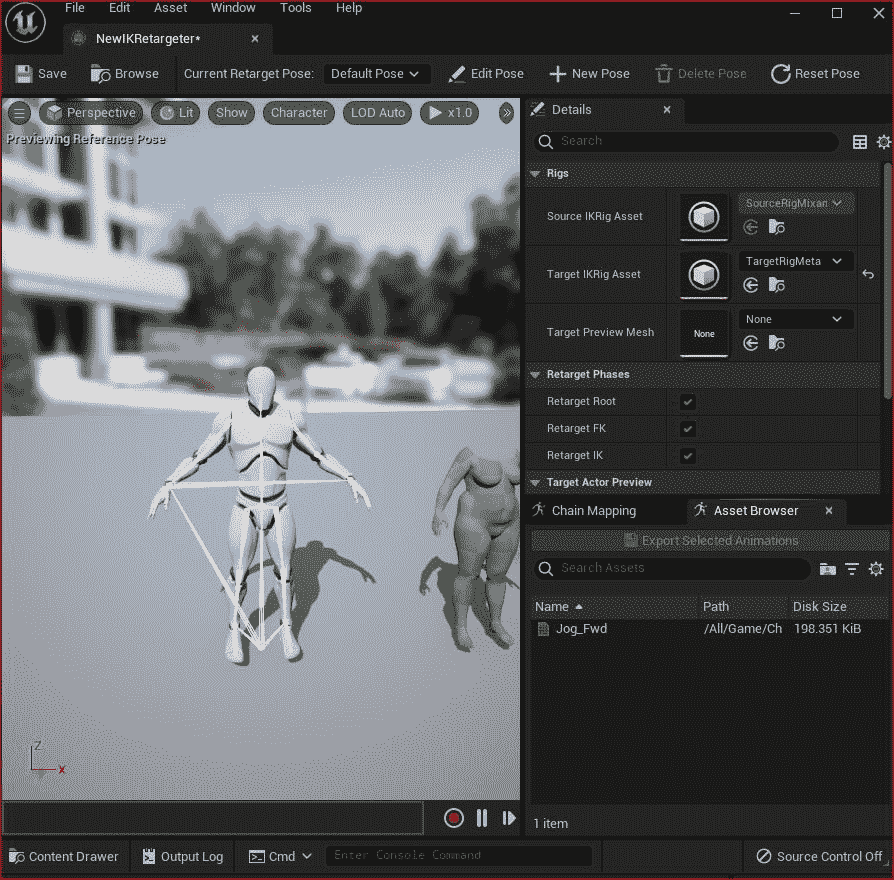 File Edit Asset Window Tools Help
NewIKRetargeter*
Save Browse Current Retarget Pose: Default Pose Edit Pose New Pose Delete Pose Reset Pose
Perspective Lit Show Character LOD Auto x1.0
Previewing Reference Pose
Details
Search
Rigs
Source IKRig Asset SourceRigMixan
Target IKRig Asset TargetRigMeta
Target Preview Mesh None None
Retarget Phases
Retarget Root
Retarget FK
Retarget IK
Target Actor Preview
Chain Mapping Asset Browser
Export Selected Animations
Search Assets
Name Path Disk Size
Jog_Fwd /All/Game/Ch 198.351 KiB
Z
X
1 item
Content Drawer Output Log Cmd Enter Console Command Source Control Off